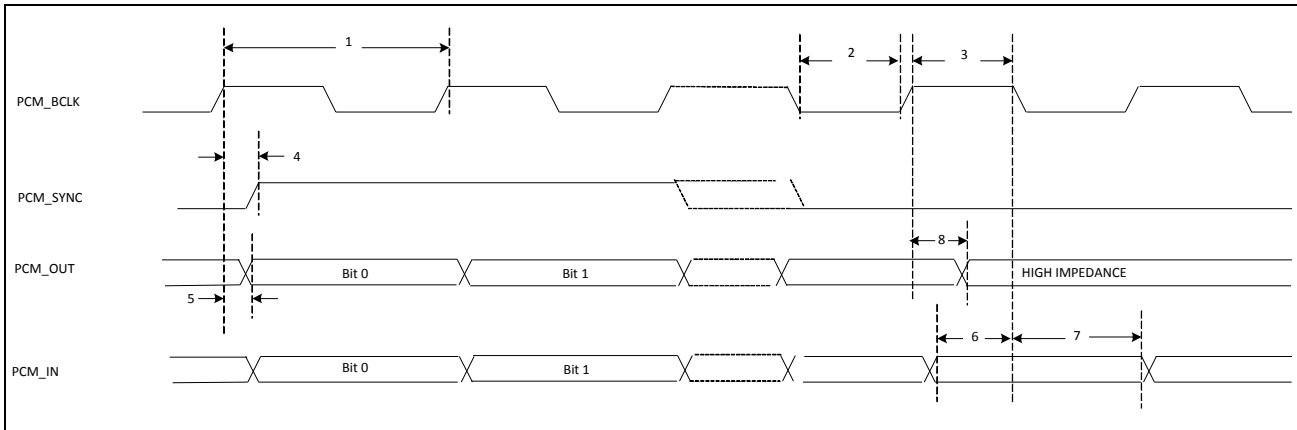 1
2
3
PCM_BCLK
4
PCM_SYNC
8
PCM_OUT
Bit 0
Bit 1
HIGH IMPEDANCE
5
6
7
PCM_IN
Bit 0
Bit 1